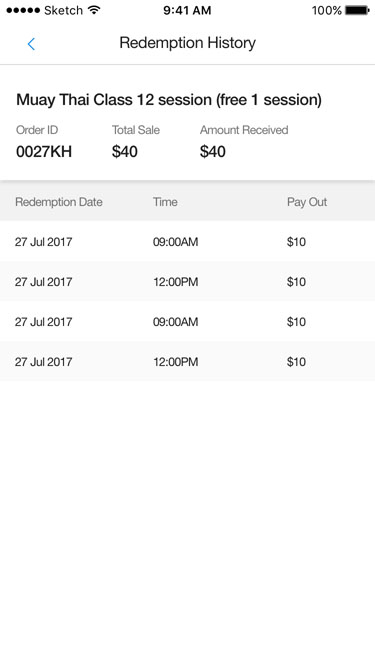 Sketch 9:41 AM 100%
Redemption History
Muay Thai Class 12 session (free 1 session)
Order ID Total Sale Amount Received
0027KH $40 $40
Redemption Date Time Pay Out
27 Jul 2017 09:00AM $10
27 Jul 2017 12:00PM $10
27 Jul 2017 09:00AM $10
27 Jul 2017 12:00PM $10